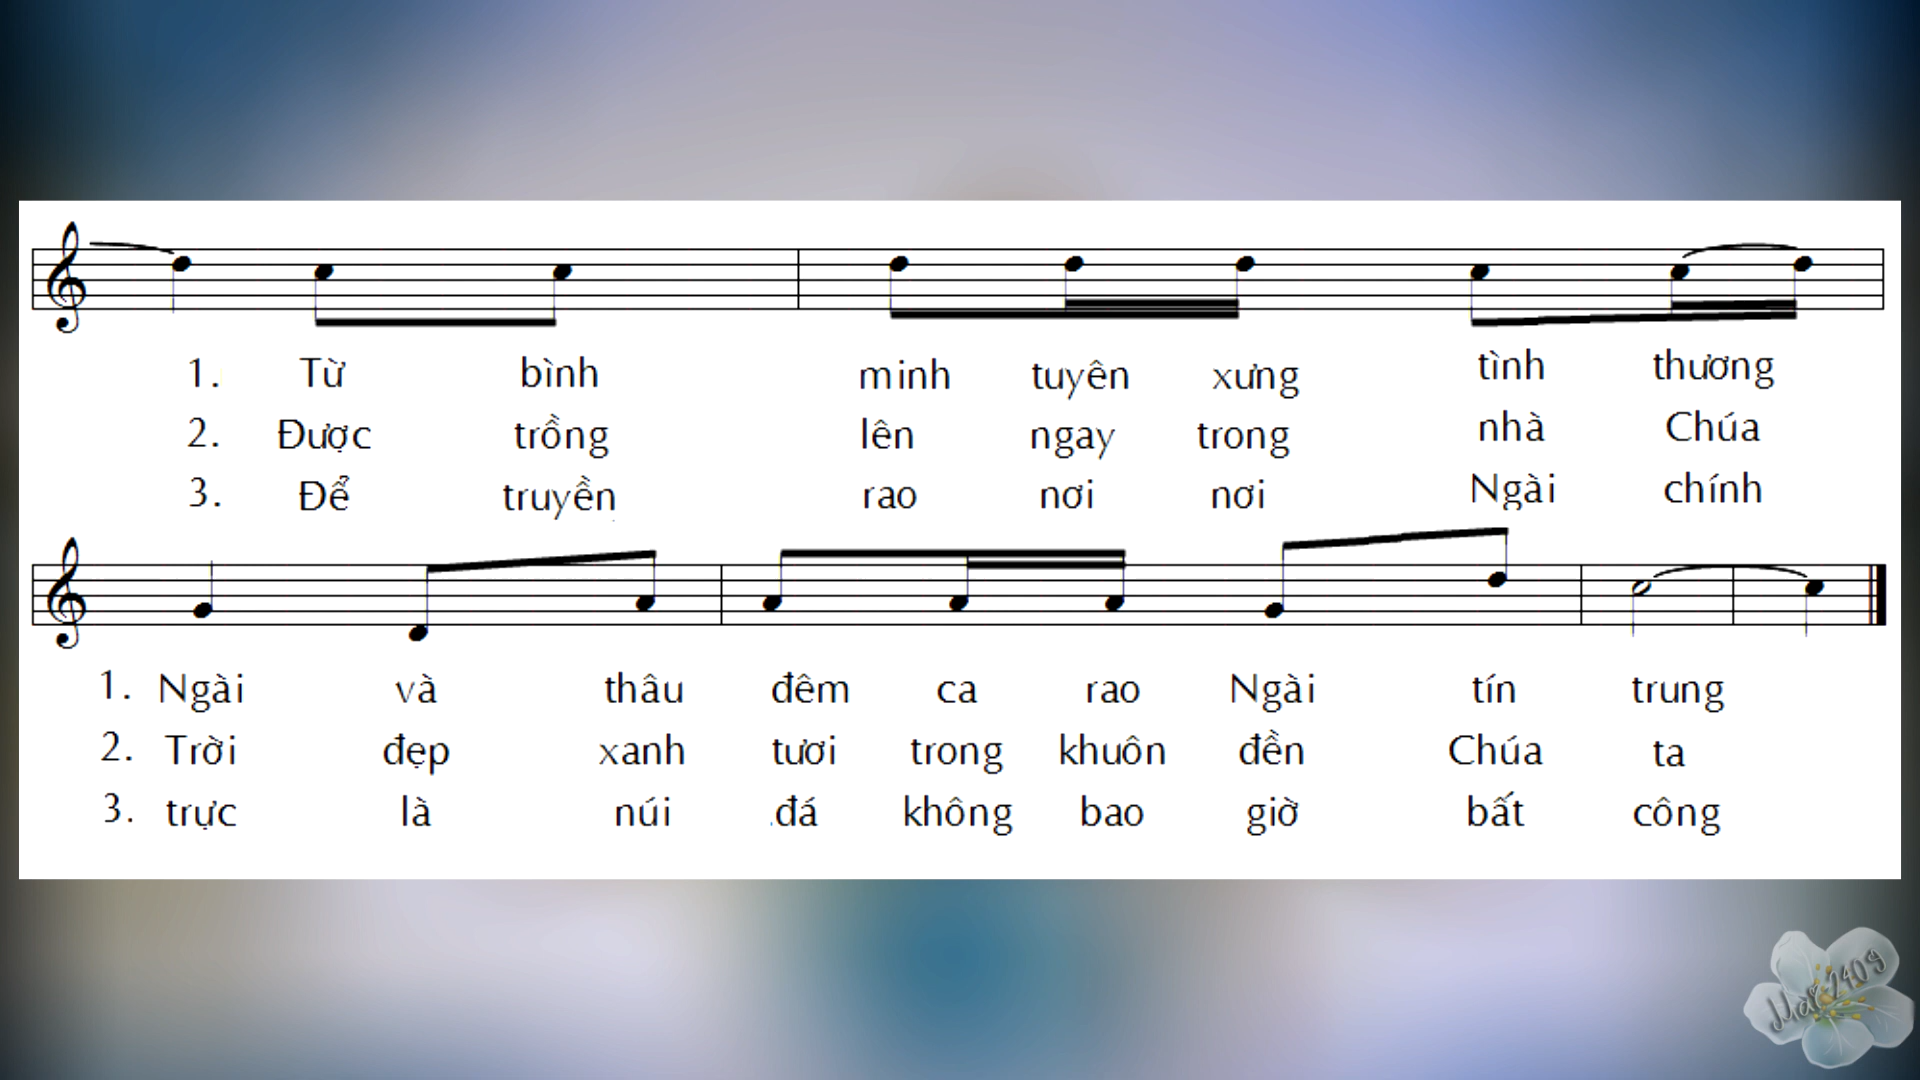 1. Từ bình minh tuyên xưng tình thương
2. Được trồng lên ngay trong nhà Chúa
3. Để truyền rao nơi nơi Ngài chính
1. Ngài và thâu đêm ca rao Ngài tín trung
2. Trời đẹp xanh tươi trong khuôn đền Chúa ta
3. trực là núi đá không bao giờ bất công